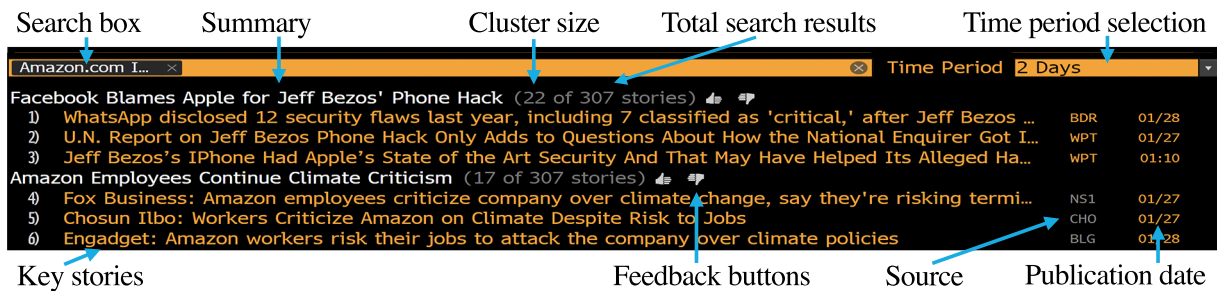 Search box Summary Cluster size Total search results Time period selection
Amazon.com I... × Time Period 2 Days
Facebook Blames Apple for Jeff Bezos' Phone Hack (22 of 307 stories)
1) WhatsApp disclosed 12 security flaws last year, including 7 classified as 'critical,' after Jeff Bezos ... BDR 01/28
2) U.N. Report on Jeff Bezos Phone Hack Only Adds to Questions About How the National Enquirer Got I... WPT 01/27
3) Jeff Bezos's IPhone Had Apple's State of the Art Security And That May Have Helped Its Alleged Ha... WPT 01:10
Amazon Employees Continue Climate Criticism (17 of 307 stories)
4) Fox Business: Amazon employees criticize company over climate change, say they're risking termi... NS1 01/27
5) Chosun Ilbo: Workers Criticize Amazon on Climate Despite Risk to Jobs CHO 01/27
6) Engadget: Amazon workers risk their jobs to attack the company over climate policies BLG 01/28
Key stories Feedback buttons Source Publication date